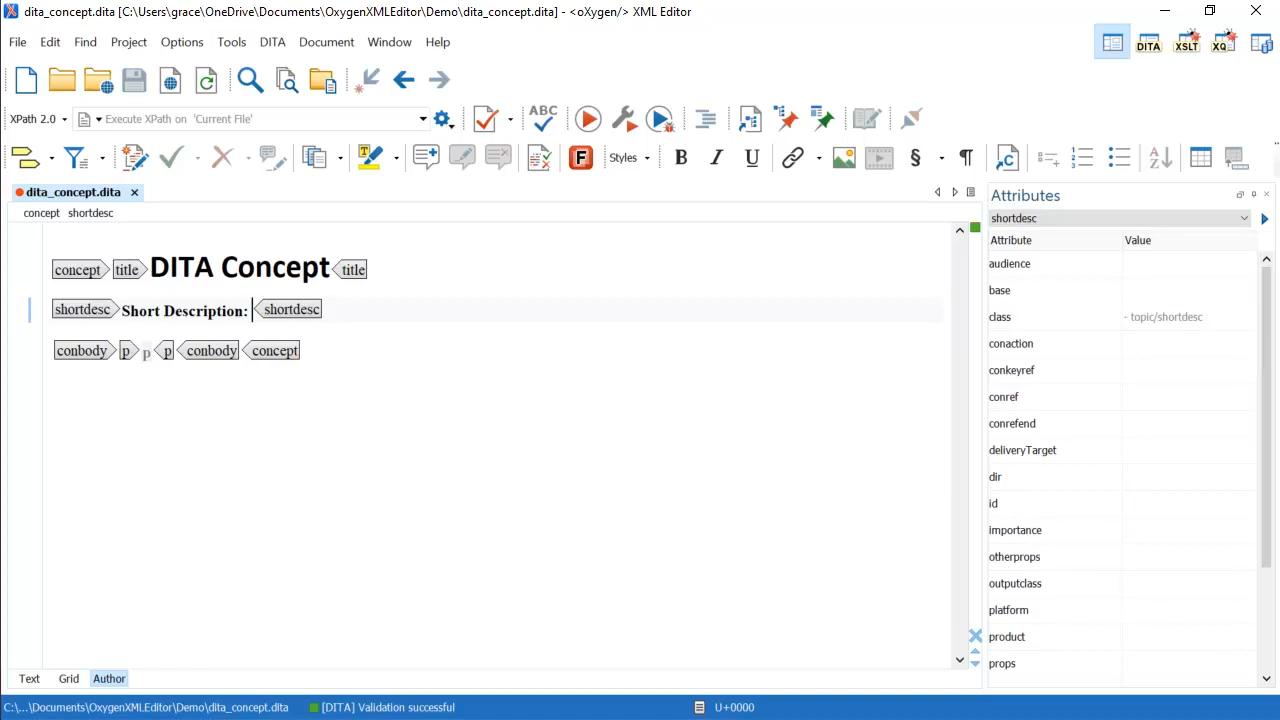 dita_concept.dita [C:\Users\grace\OneDrive\Documents\OxygenXMLEditor\Demo\dita_concept.dita] - <oXygen/> XML Editor
File Edit Find Project Options Tools DITA Document Window Help
DITA XSLT XQ
XPath 2.0 Execute XPath on 'Current File' ABC
T F Styles B I U § ¶ C A Z
dita_concept.dita
concept shortdesc
concept title DITA Concept title
shortdesc Short Description: shortdesc
conbody p p p conbody concept
Attributes
shortdesc
Attribute Value
audience
base
class - topic/shortdesc
conaction
conkeyref
conref
conrefend
deliveryTarget
dir
id
importance
otherprops
outputclass
platform
product
props
Text Grid Author
C:\...\Documents\OxygenXMLEditor\Demo\dita_concept.dita [DITA] Validation successful U+0000